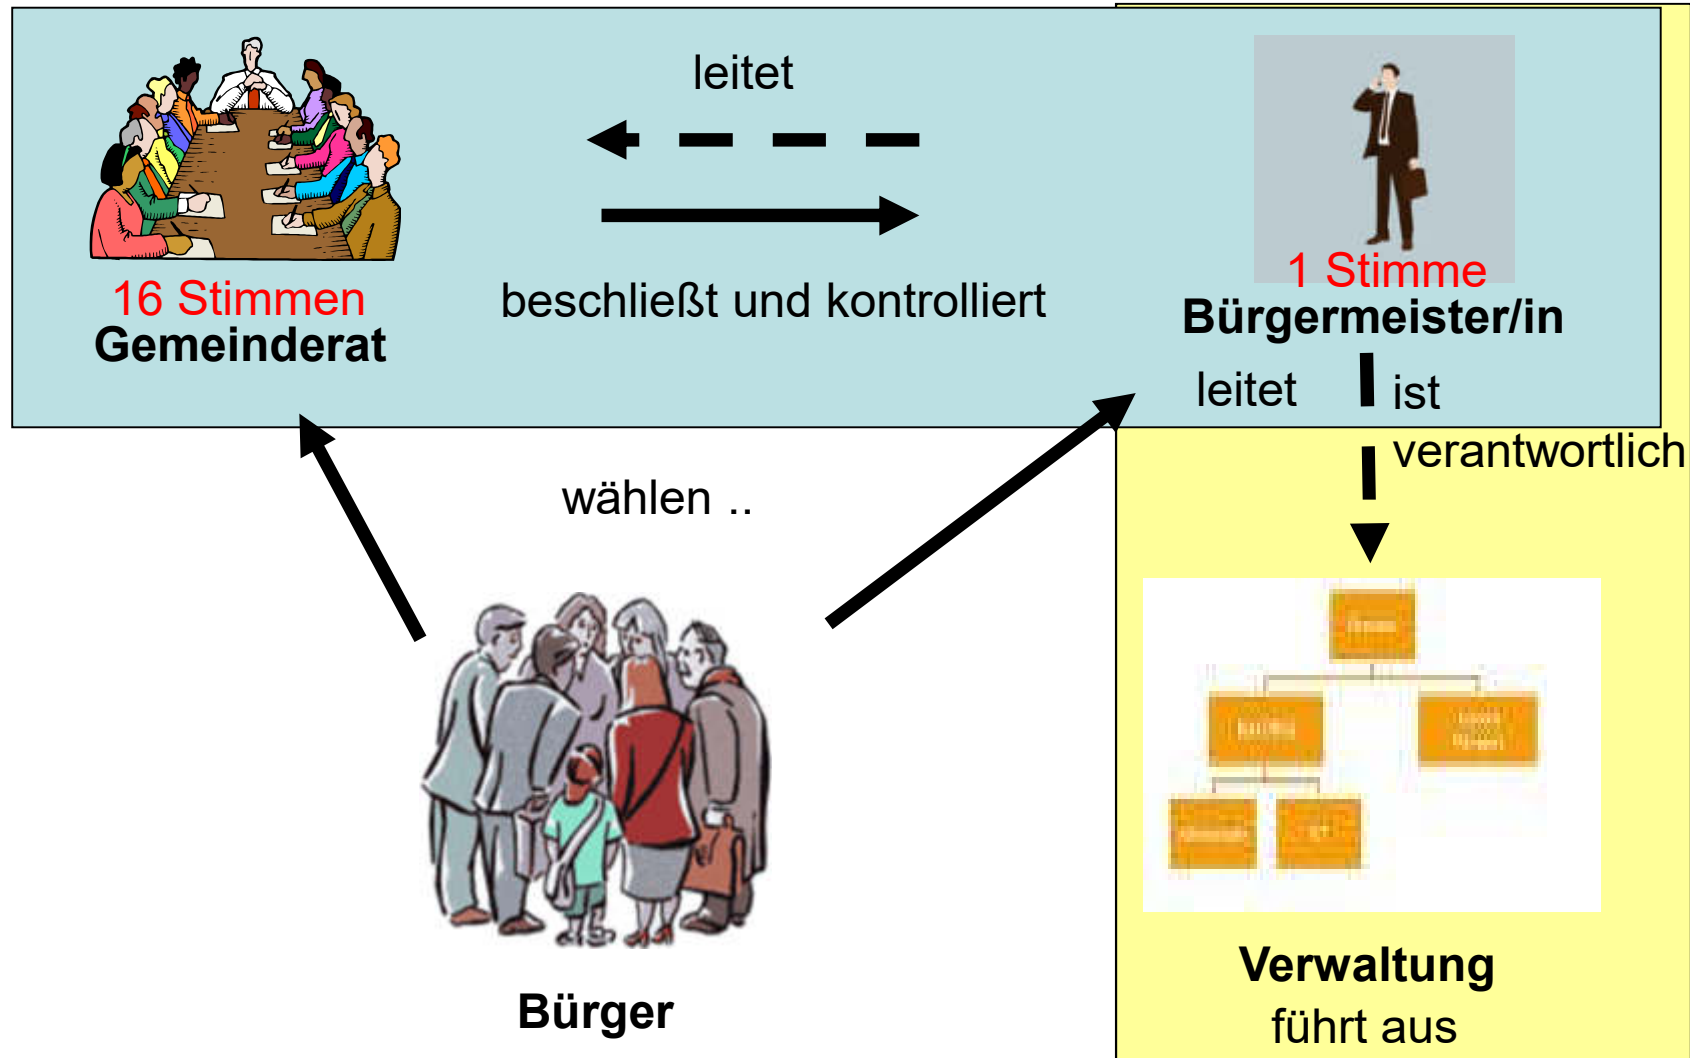 leitet
16 Stimmen
Gemeinderat
beschließt und kontrolliert
1 Stimme
Bürgermeister/in
leitet
ist
verantwortlich
wählen ..
Bürger
Verwaltung
führt aus